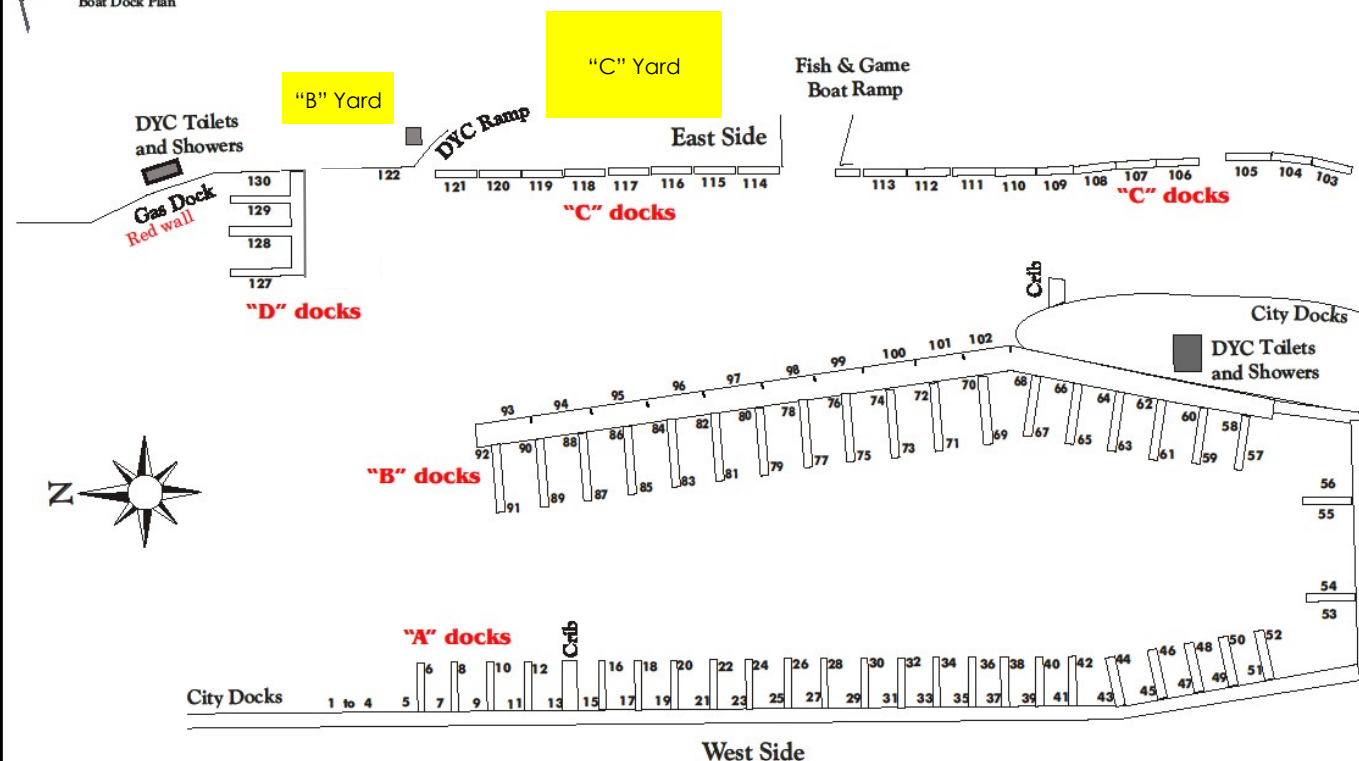 Boat Dock Plan
"B" Yard
"C" Yard
Fish & Game
Boat Ramp
DYC Toilets
and Showers
DYC Ramp
East Side
Gas Dock
Red wall
130
129
128
127
122
121 120 119 118 117 116 115 114
113 112 111 110 109 108 107 106 105 104 103
"C" docks
"C" docks
"D" docks
Crib
City Docks
DYC Toilets
and Showers
93 94 95 96 97 98 99 100 101 102
92 90 88 86 84 82 80 78 76 74 72 70 68 66 64 62 60 58
91 89 87 85 83 81 79 77 75 73 71 69 67 65 63 61 59 57
"B" docks
N
56
55
54
53
"A" docks
Crib
6 8 10 12 16 18 20 22 24 26 28 30 32 34 36 38 40 42 44 46 48 50 52
City Docks
1 to 4 5 7 9 11 13 15 17 19 21 23 25 27 29 31 33 35 37 39 41 43 45 47 49 51
West Side